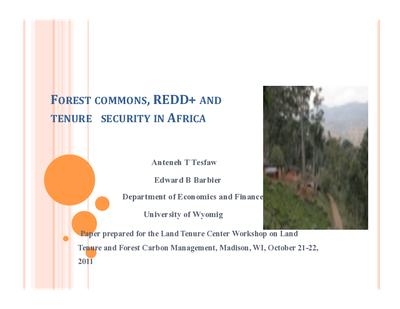 FOREST COMMONS, REDD+ AND
TENURE SECURITY IN AFRICA
Anteneh T Tesfaw
Edward B Barbier
Department of Economics and Finance
University of Wyomig
Paper prepared for the Land Tenure Center Workshop on Land
Tenure and Forest Carbon Management, Madison, WI, October 21-22,
2011